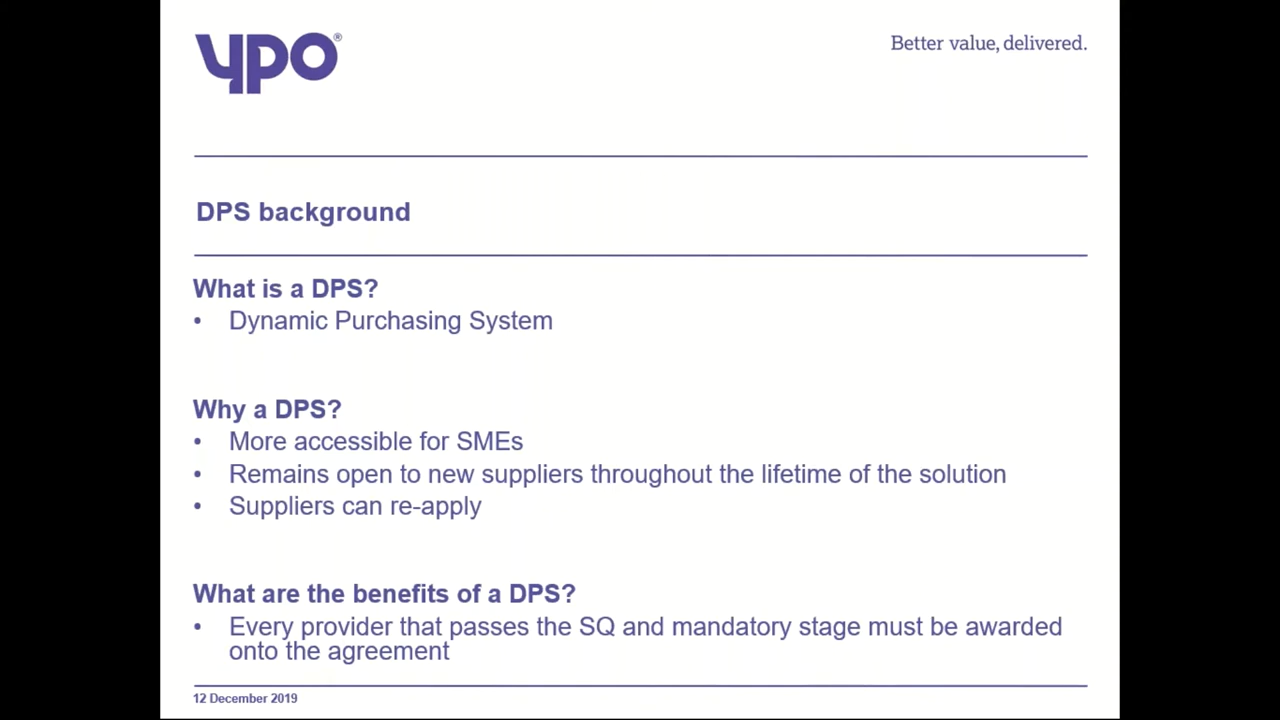 ypo®
Better value, delivered.
DPS background
What is a DPS?
• Dynamic Purchasing System
Why a DPS?
• More accessible for SMEs
• Remains open to new suppliers throughout the lifetime of the solution
• Suppliers can re-apply
What are the benefits of a DPS?
• Every provider that passes the SQ and mandatory stage must be awarded
onto the agreement
12 December 2019